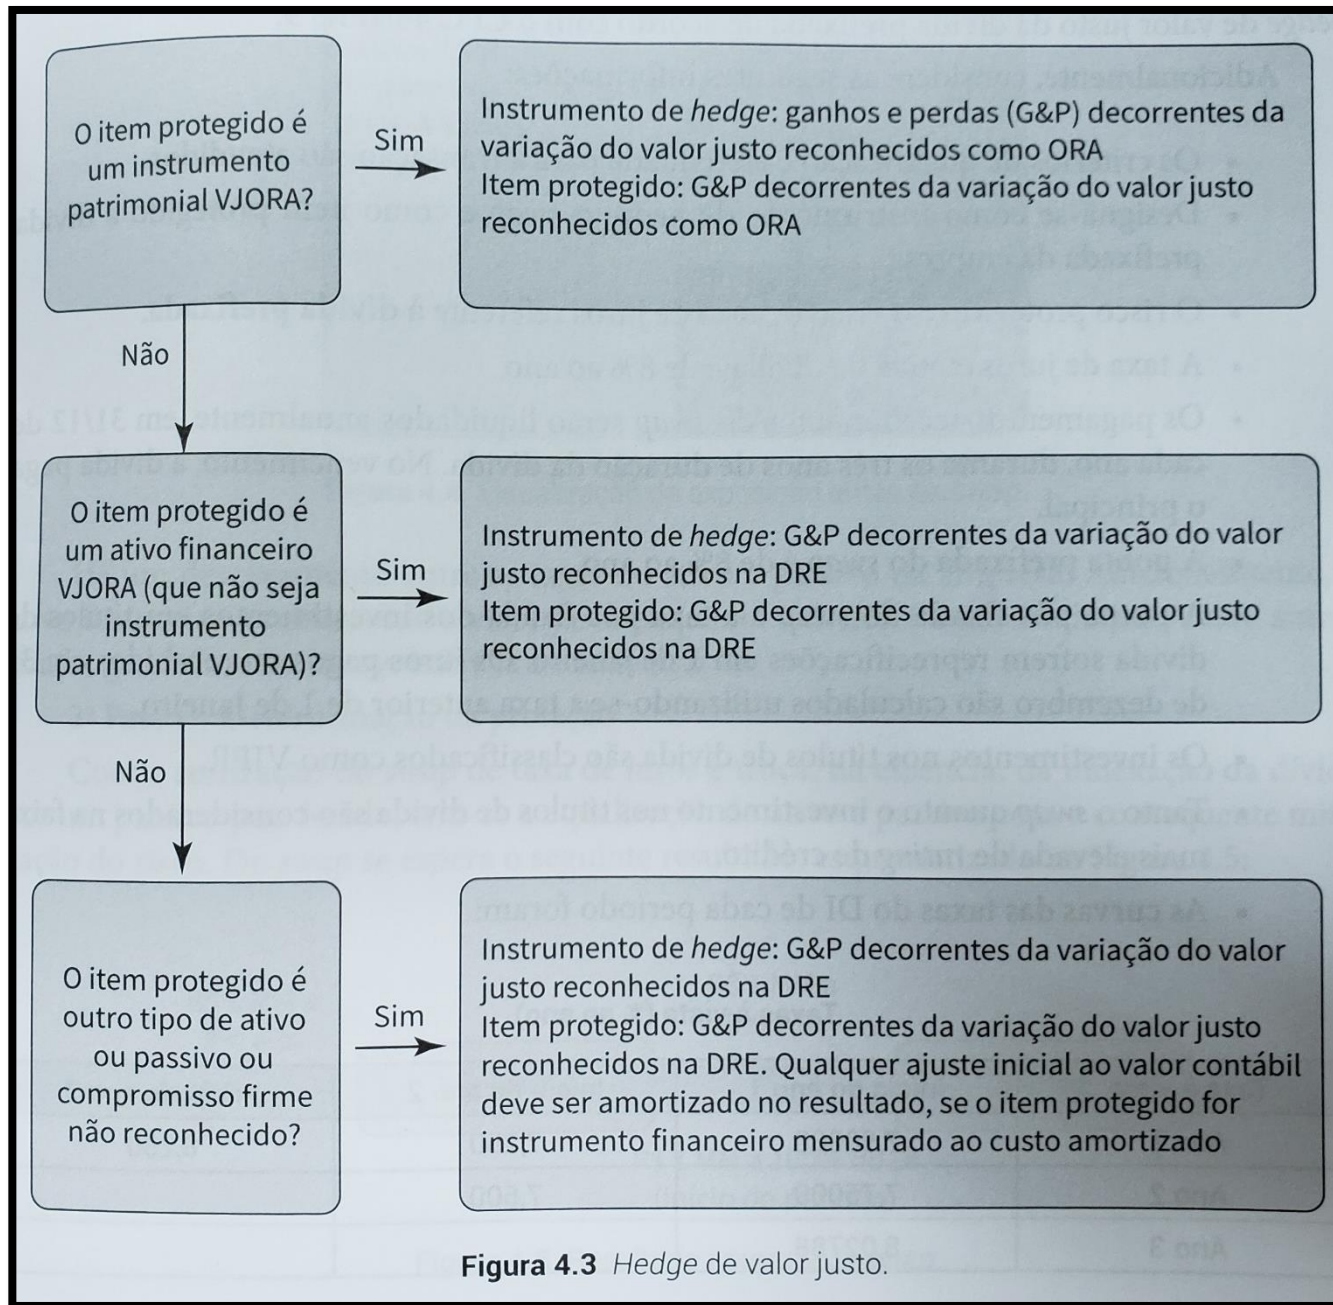 O item protegido é
um instrumento
patrimonial VJORA?
Sim
Instrumento de hedge: ganhos e perdas (G&P) decorrentes da
variação do valor justo reconhecidos como ORA
Item protegido: G&P decorrentes da variação do valor justo
reconhecidos como ORA
Não
O item protegido é
um ativo financeiro
VJORA (que não seja
instrumento
patrimonial VJORA)?
Sim
Instrumento de hedge: G&P decorrentes da variação do valor
justo reconhecidos na DRE
Item protegido: G&P decorrentes da variação do valor justo
reconhecidos na DRE
Não
O item protegido é
outro tipo de ativo
ou passivo ou
compromisso firme
não reconhecido?
Sim
Instrumento de hedge: G&P decorrentes da variação do valor
justo reconhecidos na DRE
Item protegido: G&P decorrentes da variação do valor justo
reconhecidos na DRE. Qualquer ajuste inicial ao valor contábil
deve ser amortizado no resultado, se o item protegido for
instrumento financeiro mensurado ao custo amortizado
Figura 4.3 Hedge de valor justo.